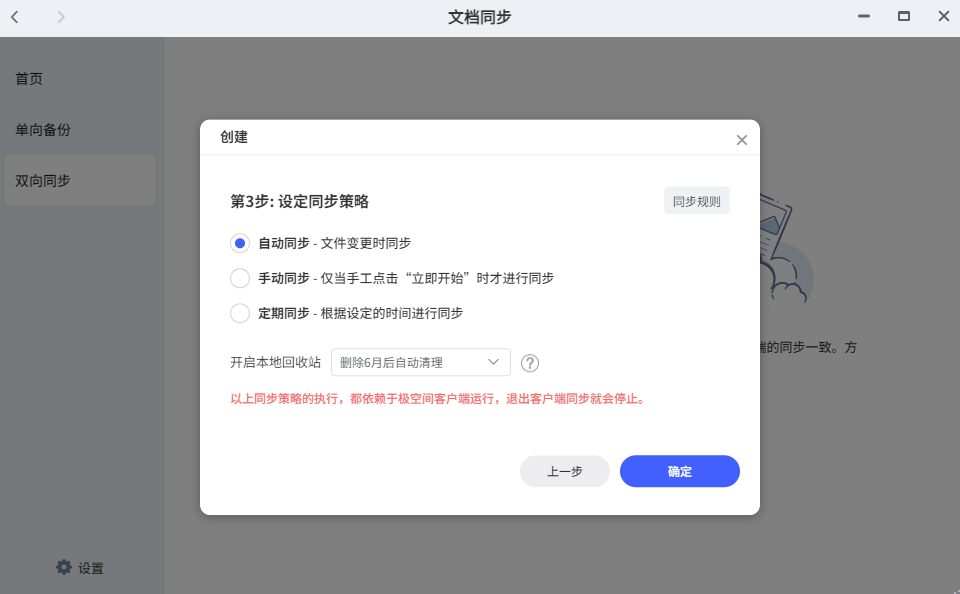 文档同步
首页
单向备份
双向同步
创建
第3步: 设定同步策略
同步规则
自动同步 - 文件变更时同步
手动同步 - 仅当手工点击“立即开始”时才进行同步
定期同步 - 根据设定的时间进行同步
端的同步一致。方
开启本地回收站 删除6月后自动清理 ?
以上同步策略的执行，都依赖于极空间客户端运行，退出客户端同步就会停止。
上一步 确定
设置